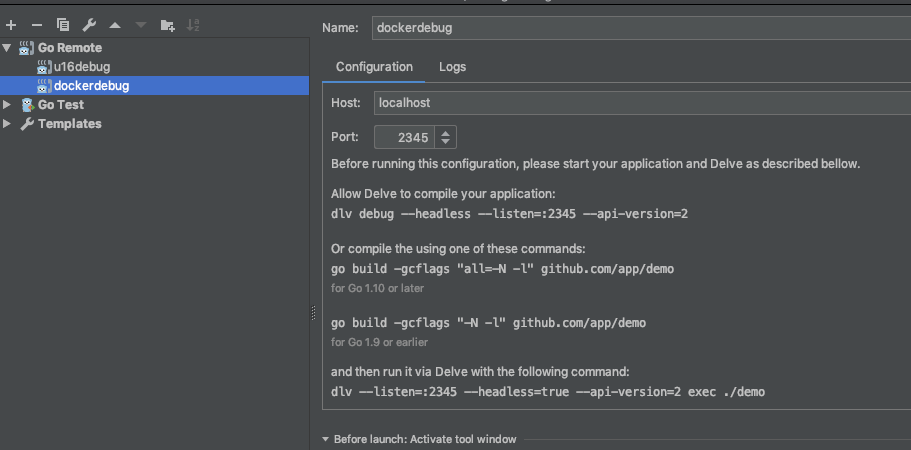 Name: dockerdebug
Go Remote
u16debug
dockerdebug
Go Test
Templates
Configuration Logs
Host: localhost
Port: 2345
Before running this configuration, please start your application and Delve as described bellow.
Allow Delve to compile your application:
dlv debug --headless --listen=:2345 --api-version=2
Or compile the using one of these commands:
go build -gcflags "all=-N -l" github.com/app/demo
for Go 1.10 or later
go build -gcflags "-N -l" github.com/app/demo
for Go 1.9 or earlier
and then run it via Delve with the following command:
dlv --listen=:2345 --headless=true --api-version=2 exec ./demo
Before launch: Activate tool window